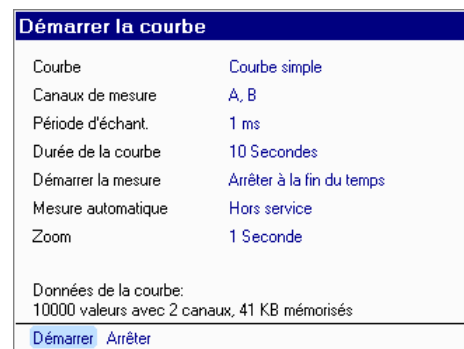 Démarrer la courbe
Courbe Courbe simple
Canaux de mesure A, B
Période d'échant. 1 ms
Durée de la courbe 10 Secondes
Démarrer la mesure Arrêter à la fin du temps
Mesure automatique Hors service
Zoom 1 Seconde
Données de la courbe:
10000 valeurs avec 2 canaux, 41 KB mémorisés
Démarrer Arrêter